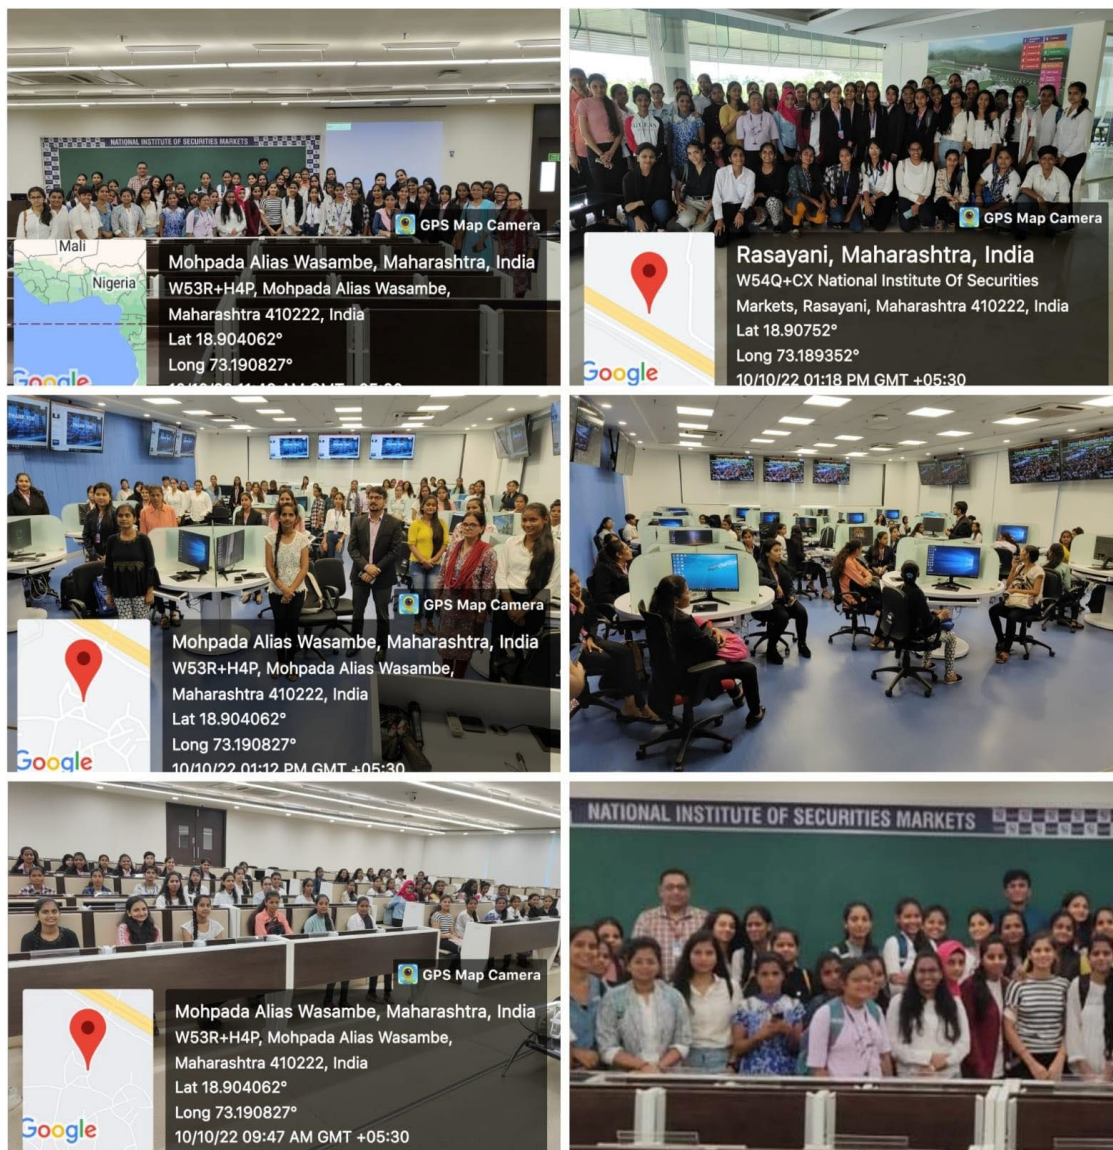 NATIONAL INSTITUTE OF SECURITIES MARKETS
GPS Map Camera
Mali
Nigeria
Google
Mohpada Alias Wasambe, Maharashtra, India
W53R+H4P, Mohpada Alias Wasambe,
Maharashtra 410222, India
Lat 18.904062°
Long 73.190827°
GPS Map Camera
Google
Rasayani, Maharashtra, India
W54Q+CX National Institute Of Securities
Markets, Rasayani, Maharashtra 410222, India
Lat 18.90752°
Long 73.189352°
10/10/22 01:18 PM GMT +05:30
GPS Map Camera
Google
Mohpada Alias Wasambe, Maharashtra, India
W53R+H4P, Mohpada Alias Wasambe,
Maharashtra 410222, India
Lat 18.904062°
Long 73.190827°
10/10/22 01:12 PM GMT +05:30
GPS Map Camera
Google
Mohpada Alias Wasambe, Maharashtra, India
W53R+H4P, Mohpada Alias Wasambe,
Maharashtra 410222, India
Lat 18.904062°
Long 73.190827°
10/10/22 09:47 AM GMT +05:30
NATIONAL INSTITUTE OF SECURITIES MARKETS